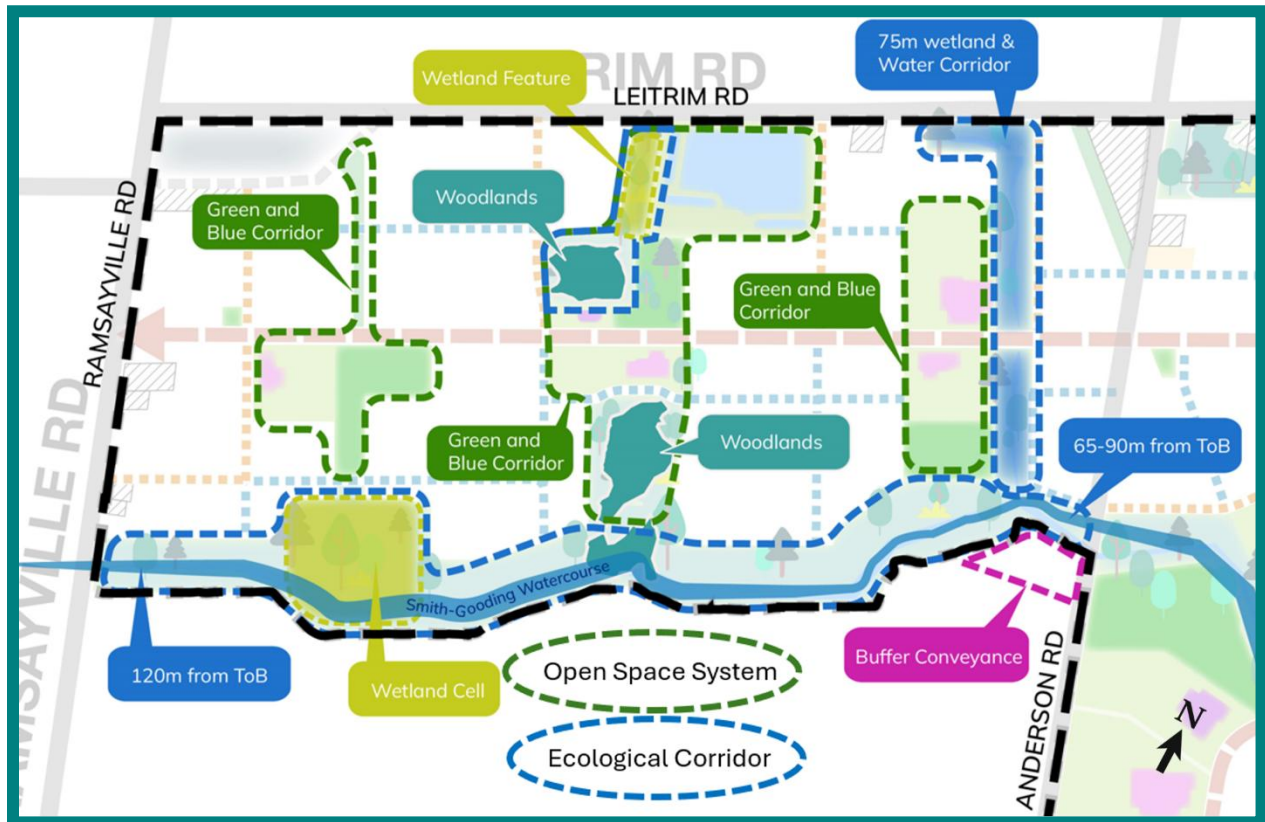 RIM RD
LEITRIM RD
75m wetland &
Water Corridor
Wetland Feature
Woodlands
Green and
Blue Corridor
RAMSAYVILLE RD
Green and Blue
Corridor
Green and
Blue Corridor
Woodlands
65-90m from ToB
AMSAYVILLE RD
Smith-Gooding Watercourse
120m from ToB
Wetland Cell
Buffer Conveyance
Open Space System
Ecological Corridor
ANDERSON RD
N